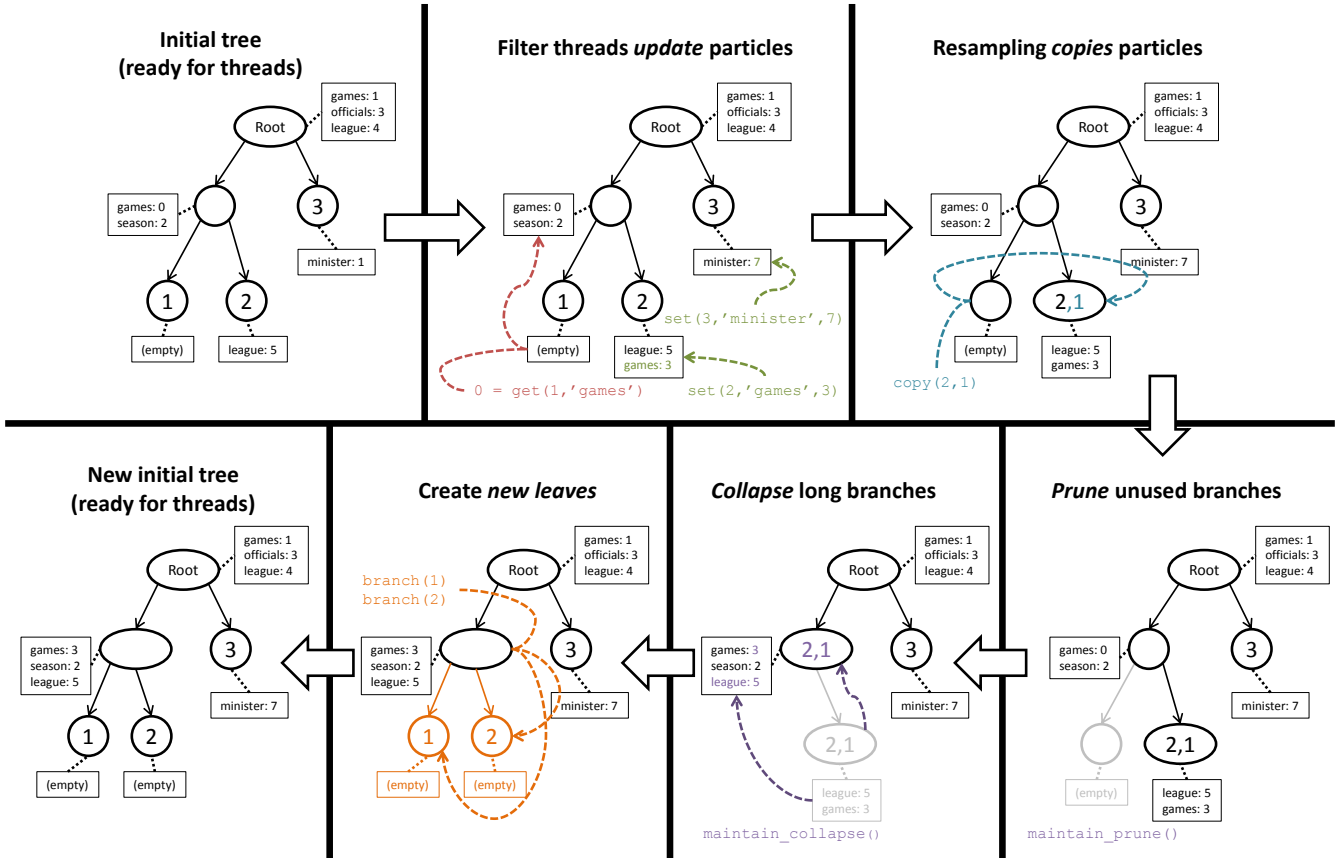 Initial tree
(ready for threads)
games: 1
officials: 3
league: 4
Root
games: 0
season: 2
3
minister: 1
1
2
(empty)
league: 5
Filter threads update particles
games: 1
officials: 3
league: 4
Root
games: 0
season: 2
3
minister: 7
1
2
set(3,'minister',7)
(empty)
league: 5
games: 3
0 = get(1,'games')
set(2,'games',3)
Resampling copies particles
games: 1
officials: 3
league: 4
Root
games: 0
season: 2
3
minister: 7
2,1
(empty)
league: 5
games: 3
copy(2,1)
New initial tree
(ready for threads)
games: 1
officials: 3
league: 4
Root
games: 3
season: 2
league: 5
3
minister: 7
1
2
(empty)
(empty)
Create new leaves
games: 1
officials: 3
league: 4
Root
branch(1)
branch(2)
games: 3
season: 2
league: 5
3
minister: 7
1
2
(empty)
(empty)
Collapse long branches
games: 1
officials: 3
league: 4
Root
games: 3
season: 2
league: 5
2,1
3
minister: 7
2,1
league: 5
games: 3
maintain_collapse()
Prune unused branches
games: 1
officials: 3
league: 4
Root
games: 0
season: 2
3
minister: 7
2,1
(empty)
league: 5
games: 3
maintain_prune()